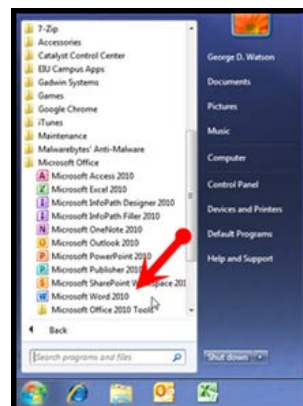 7-Zip
Accessories
Catalyst Control Center
EIU Campus Apps
Gadwin Systems
Games
Google Chrome
iTunes
Maintenance
Malwarebytes' Anti-Malware
Microsoft Office
Microsoft Access 2010
Microsoft Excel 2010
Microsoft InfoPath Designer 2010
Microsoft InfoPath Filler 2010
Microsoft OneNote 2010
Microsoft Outlook 2010
Microsoft PowerPoint 2010
Microsoft Publisher 2010
Microsoft SharePoint Workspace 201
Microsoft Word 2010
Microsoft Office 2010 Tools
Back
Search programs and files
George D. Watson
Documents
Pictures
Music
Computer
Control Panel
Devices and Printers
Default Programs
Help and Support
Shut down